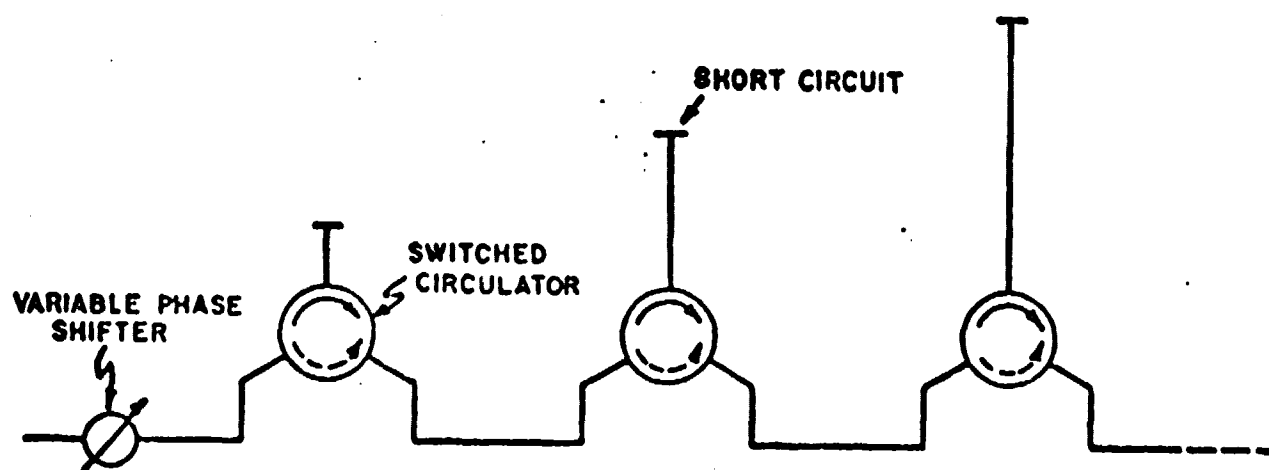 SHORT CIRCUIT
SWITCHED
CIRCULATOR
VARIABLE PHASE
SHIFTER